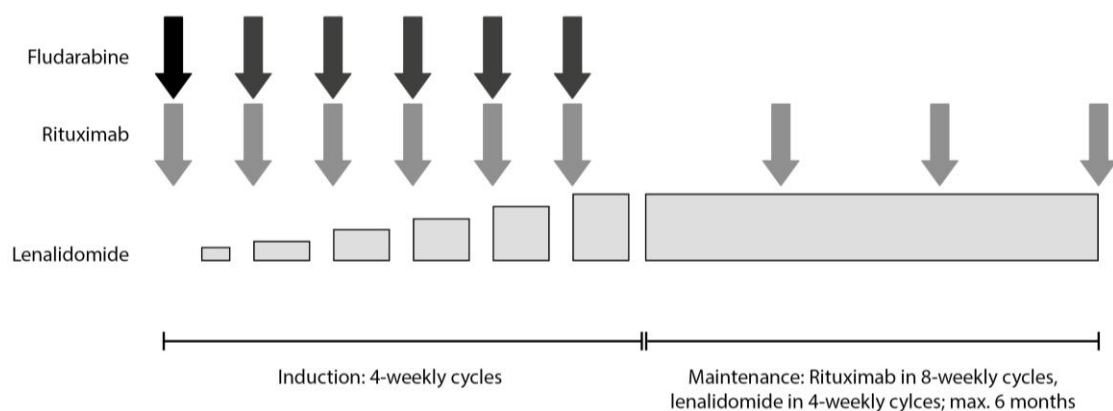 Fludarabine
Rituximab
Lenalidomide
Induction: 4-weekly cycles
Maintenance: Rituximab in 8-weekly cycles,
lenalidomide in 4-weekly cylces; max. 6 months